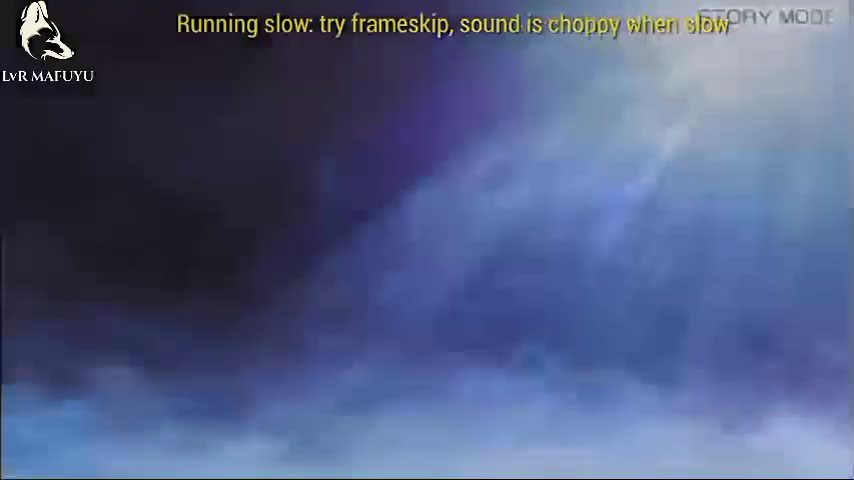 Running slow: try frameskip, sound is choppy when slow
STORY MODE
LvR MAFUYU